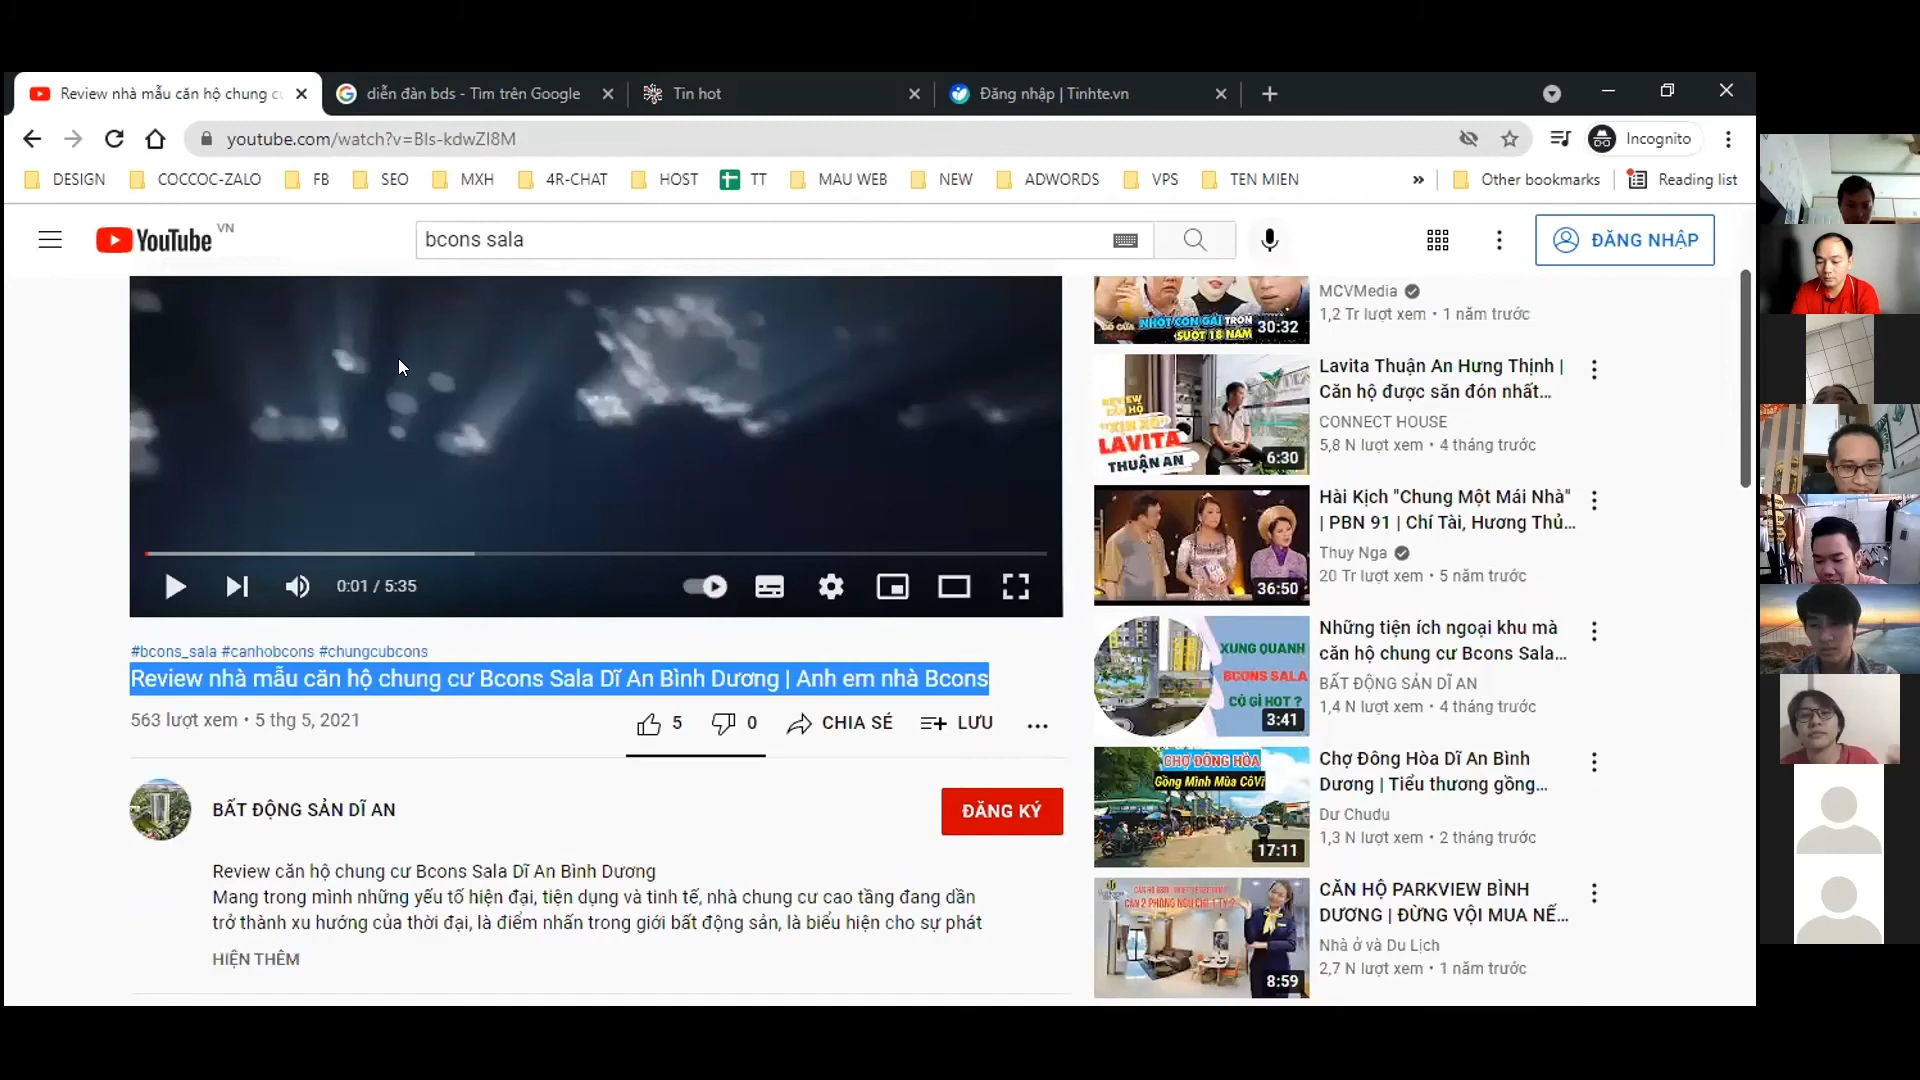 Review nhà mẫu căn hộ chung cư
diễn đàn bds - Tìm trên Google
Tin hot
Đăng nhập | Tinhte.vn
youtube.com/watch?v=Bls-kdwZI8M
Incognito
DESIGN
COCCOC-ZALO
FB
SEO
MXH
4R-CHAT
HOST
TT
MAU WEB
NEW
ADWORDS
VPS
TEN MIEN
»
Other bookmarks
Reading list
YouTube VN
bcons sala
ĐĂNG NHẬP
0:01 / 5:35
#bcons_sala #canhobcons #chungcubcons
Review nhà mẫu căn hộ chung cư Bcons Sala Dĩ An Bình Dương | Anh em nhà Bcons
563 lượt xem • 5 thg 5, 2021
5
0
CHIA SẺ
LƯU
BẤT ĐỘNG SẢN DĨ AN
ĐĂNG KÝ
Review căn hộ chung cư Bcons Sala Dĩ An Bình Dương
Mang trong mình những yếu tố hiện đại, tiện dụng và tinh tế, nhà chung cư cao tầng đang dần
trở thành xu hướng của thời đại, là điểm nhấn trong giới bất động sản, là biểu hiện cho sự phát
HIỆN THÊM
NHỐT CON GÁI TRONG
SUỐT 18 NĂM
30:32
MCVMedia
1,2 Tr lượt xem • 1 năm trước
REVIEW
CĂN HỘ
LAVITA
THUẬN AN
6:30
Lavita Thuận An Hưng Thịnh |
Căn hộ được săn đón nhất...
CONNECT HOUSE
5,8 N lượt xem • 4 tháng trước
36:50
Hài Kịch "Chung Một Mái Nhà"
| PBN 91 | Chí Tài, Hương Thủ...
Thuy Nga
20 Tr lượt xem • 5 năm trước
XUNG QUANH
BCONS SALA
CÓ GÌ HOT ?
3:41
Những tiện ích ngoại khu mà
căn hộ chung cư Bcons Sala...
BẤT ĐỘNG SẢN DĨ AN
1,4 N lượt xem • 4 tháng trước
CHỢ ĐÔNG HÒA
Gồng Mình Mùa CôVi
17:11
Chợ Đông Hòa Dĩ An Bình
Dương | Tiểu thương gồng...
Dư Chudu
1,3 N lượt xem • 2 tháng trước
8:59
CĂN HỘ PARKVIEW BÌNH
DƯƠNG | ĐỪNG VỘI MUA NẾ...
Nhà ở và Du Lịch
2,7 N lượt xem • 1 năm trước